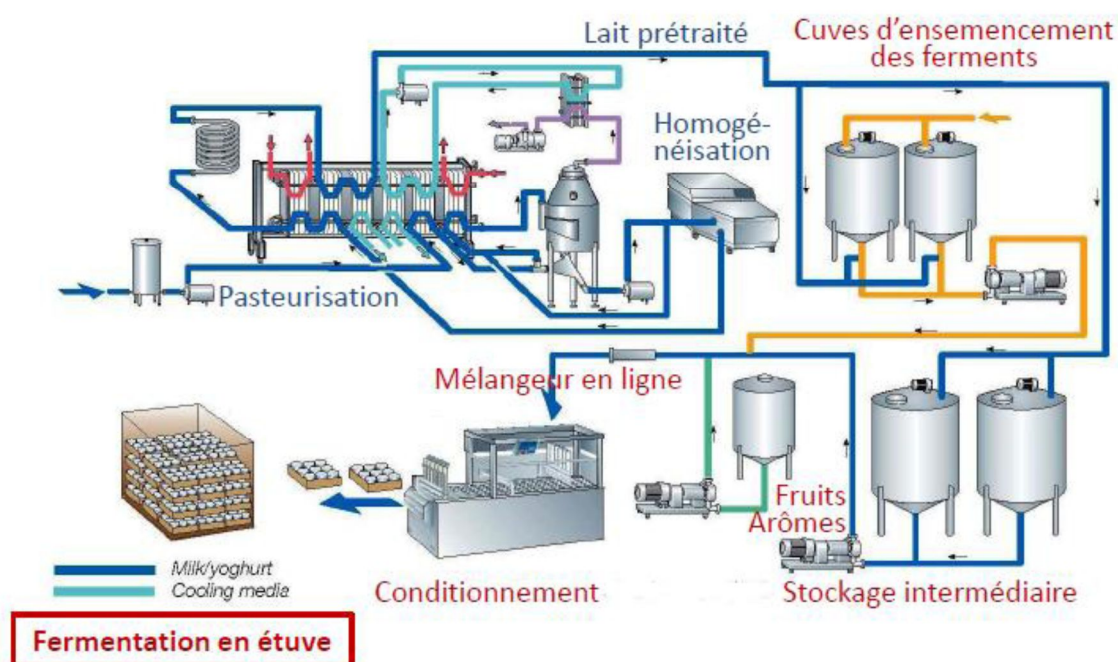 Lait prétraité
Cuves d'ensemencement
des ferments
Homogé-
néisation
Pasteurisation
Mélangeur en ligne
Fruits
Arômes
Milk/yoghurt
Cooling media
Conditionnement
Stockage intermédiaire
Fermentation en étuve